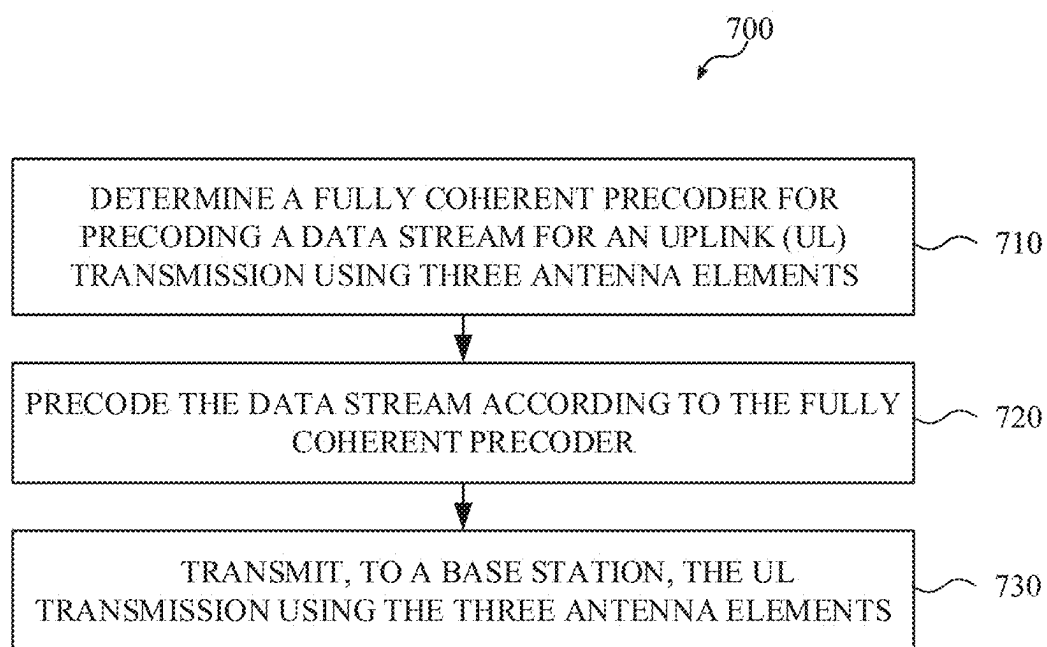 700
DETERMINE A FULLY COHERENT PRECODER FOR
PRECODING A DATA STREAM FOR AN UPLINK (UL)
TRANSMISSION USING THREE ANTENNA ELEMENTS
710
PRECODE THE DATA STREAM ACCORDING TO THE FULLY
COHERENT PRECODER
720
TRANSMIT, TO A BASE STATION, THE UL
TRANSMISSION USING THE THREE ANTENNA ELEMENTS
730